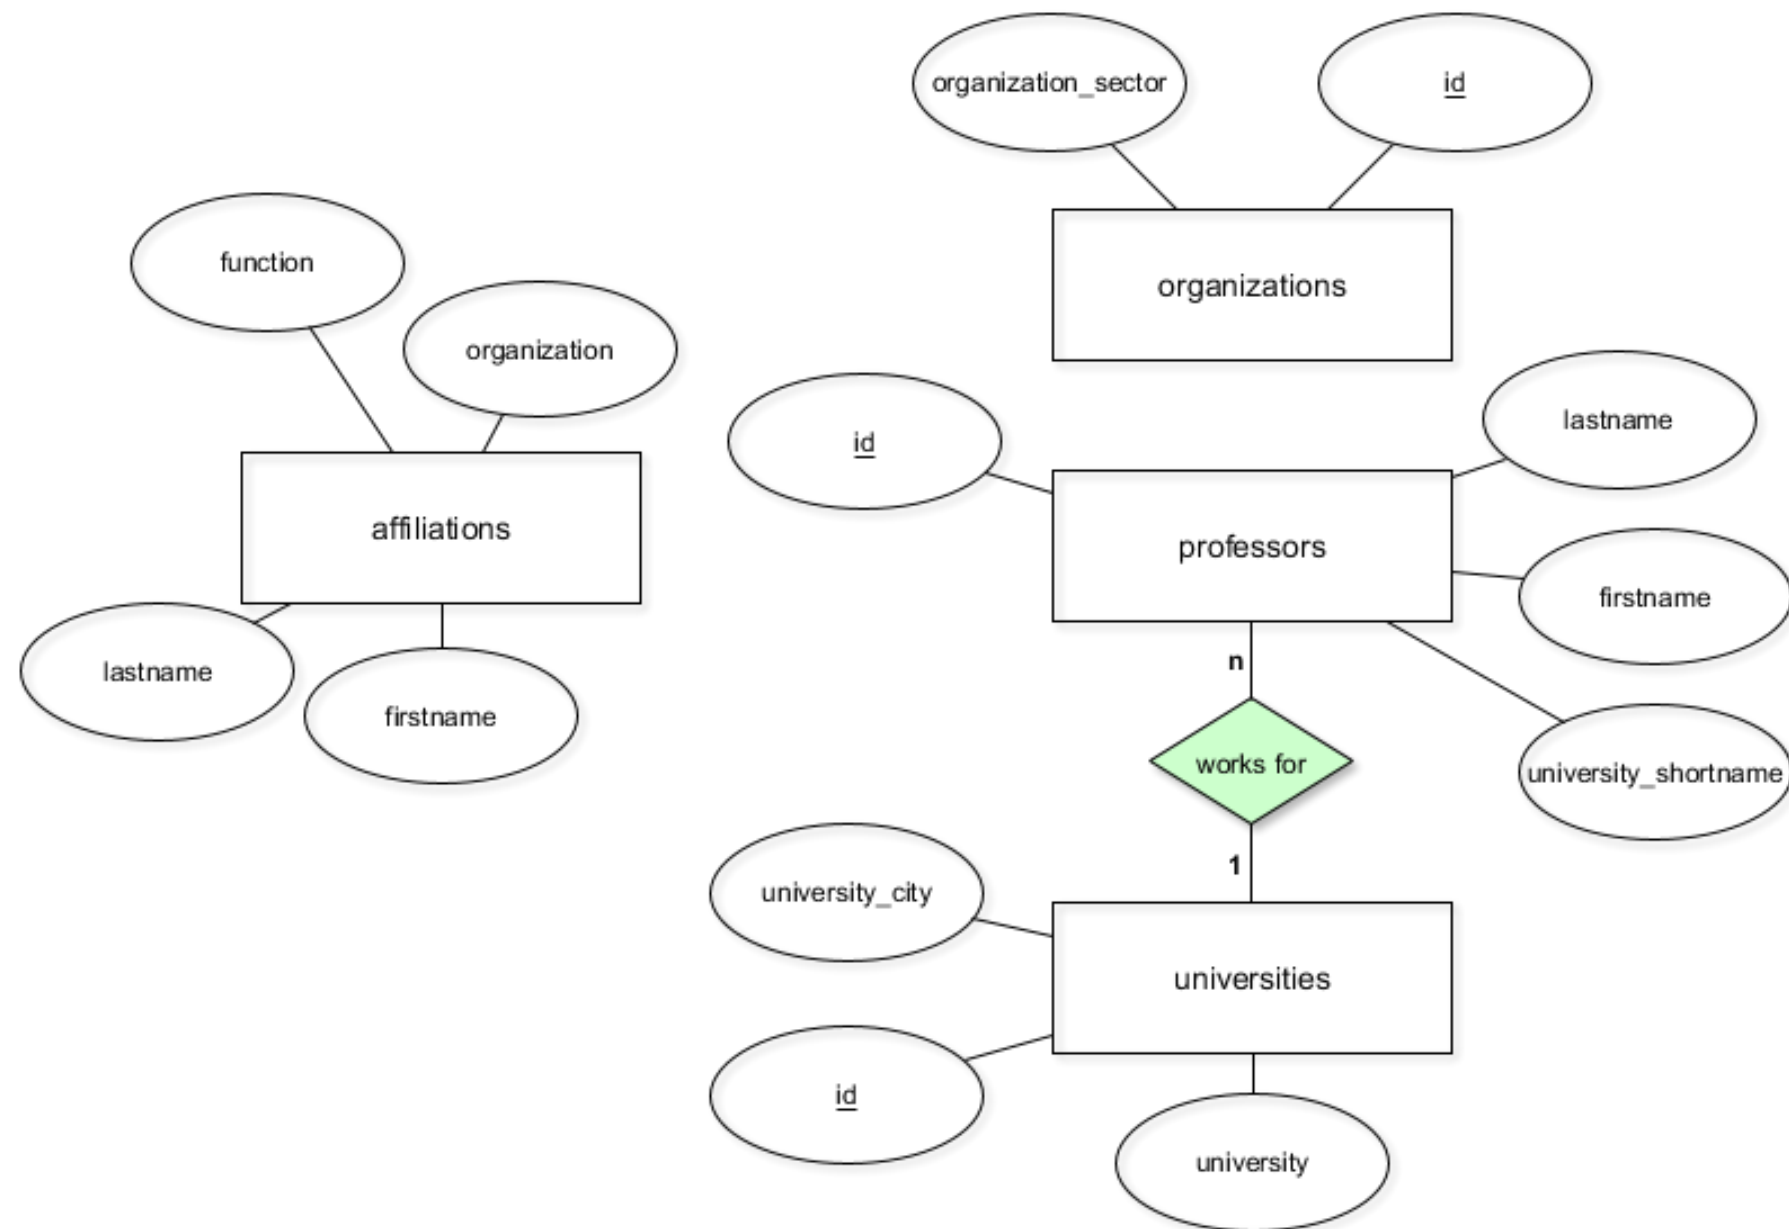 organization_sector
id
function
organization
organizations
affiliations
lastname
firstname
id
lastname
professors
firstname
n
works for
university_shortname
1
university_city
universities
id
university